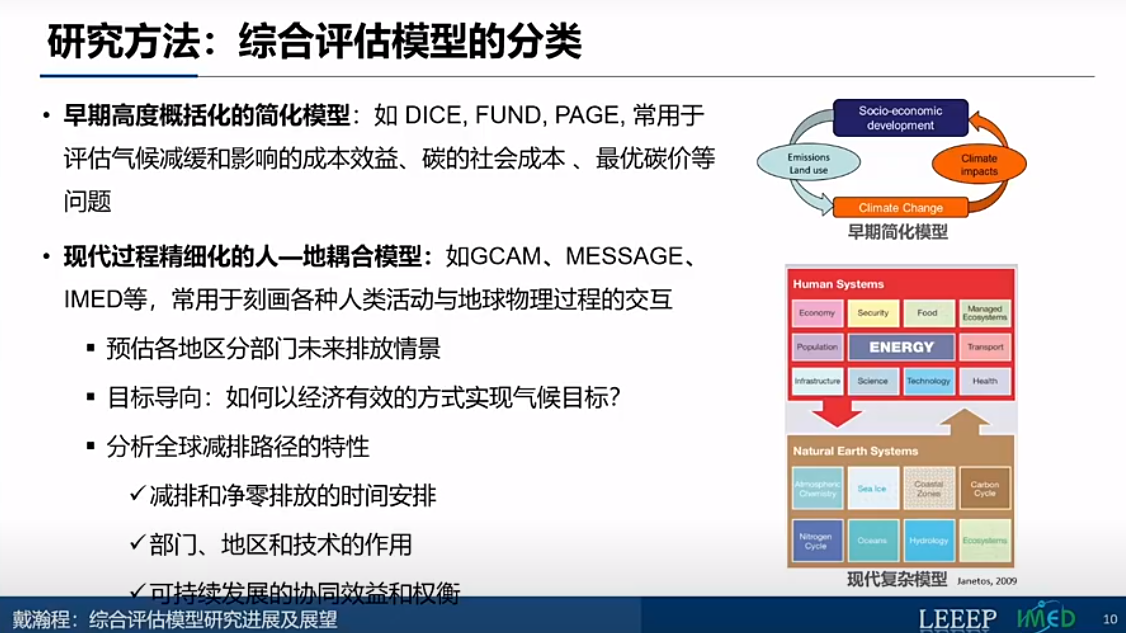 研究方法：综合评估模型的分类
• 早期高度概括化的简化模型：如 DICE, FUND, PAGE, 常用于
评估气候减缓和影响的成本效益、碳的社会成本 、最优碳价等
问题
• 现代过程精细化的人—地耦合模型：如GCAM、MESSAGE、
IMED等，常用于刻画各种人类活动与地球物理过程的交互
▪ 预估各地区分部门未来排放情景
▪ 目标导向：如何以经济有效的方式实现气候目标?
▪ 分析全球减排路径的特性
✓减排和净零排放的时间安排
✓部门、地区和技术的作用
✓可持续发展的协同效益和权衡
Socio-economic
development
Emissions
Land use
Climate
impacts
Climate Change
早期简化模型
Human Systems
Economy
Security
Food
Managed
Ecosystems
Population
ENERGY
Transport
Infrastructure
Science
Technology
Health
Natural Earth Systems
Atmospheric
Chemistry
Sea Ice
Coastal
Zones
Carbon
Cycle
Nitrogen
Cycle
Oceans
Hydrology
Ecosystems
现代复杂模型 Janetos, 2009
戴瀚程：综合评估模型研究进展及展望
LEEEP
IMED
10